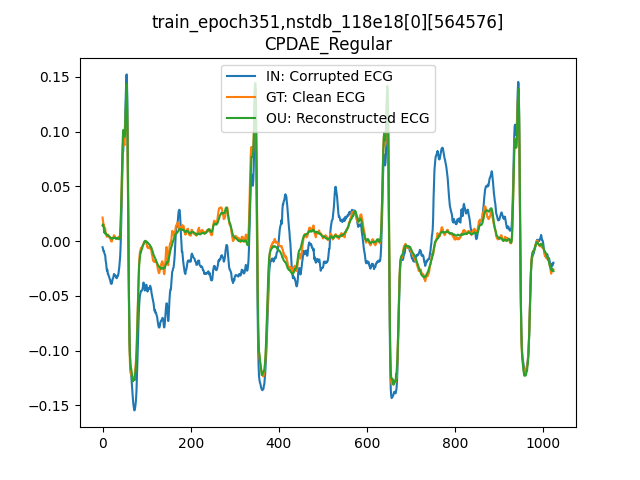 train_epoch351,nstdb_118e18[0][564576]
CPDAE_Regular
IN: Corrupted ECG
GT: Clean ECG
OU: Reconstructed ECG
0.15
0.10
0.05
0.00
−0.05
−0.10
−0.15
0 200 400 600 800 1000